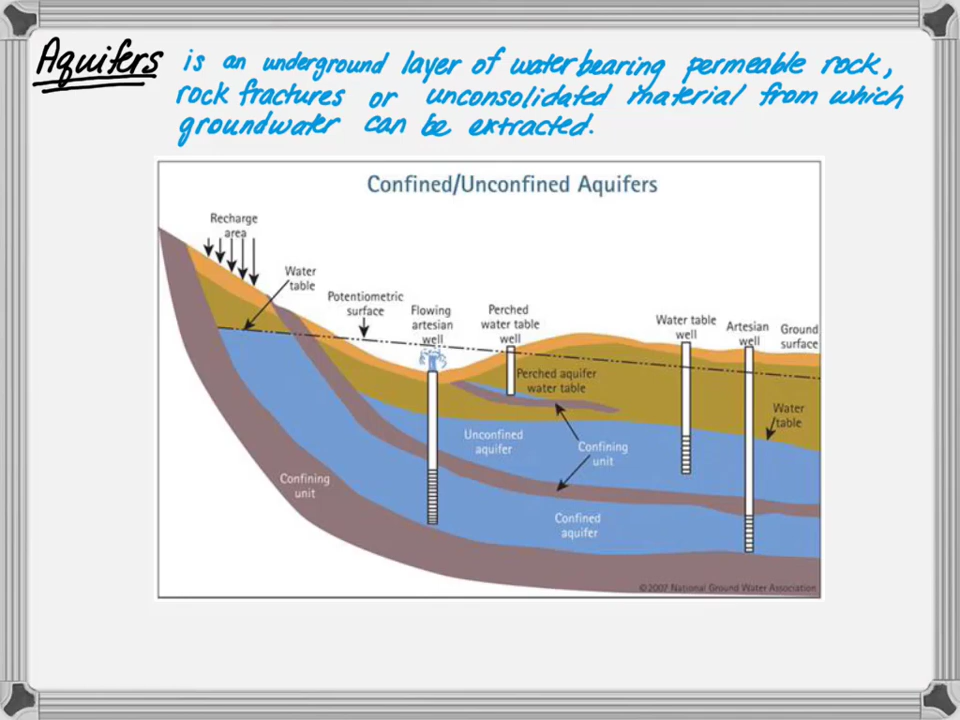 Aquifers is an underground layer of water bearing permeable rock,
rock fractures or unconsolidated material from which
groundwater can be extracted.
Confined/Unconfined Aquifers
Recharge
area
Water
table
Potentiometric
surface
Flowing
artesian
well
Perched
water table
well
Water table
well
Artesian
well
Ground
surface
Perched aquifer
water table
Water
table
Unconfined
aquifer
Confining
unit
Confining
unit
Confined
aquifer
©2007 National Ground Water Association